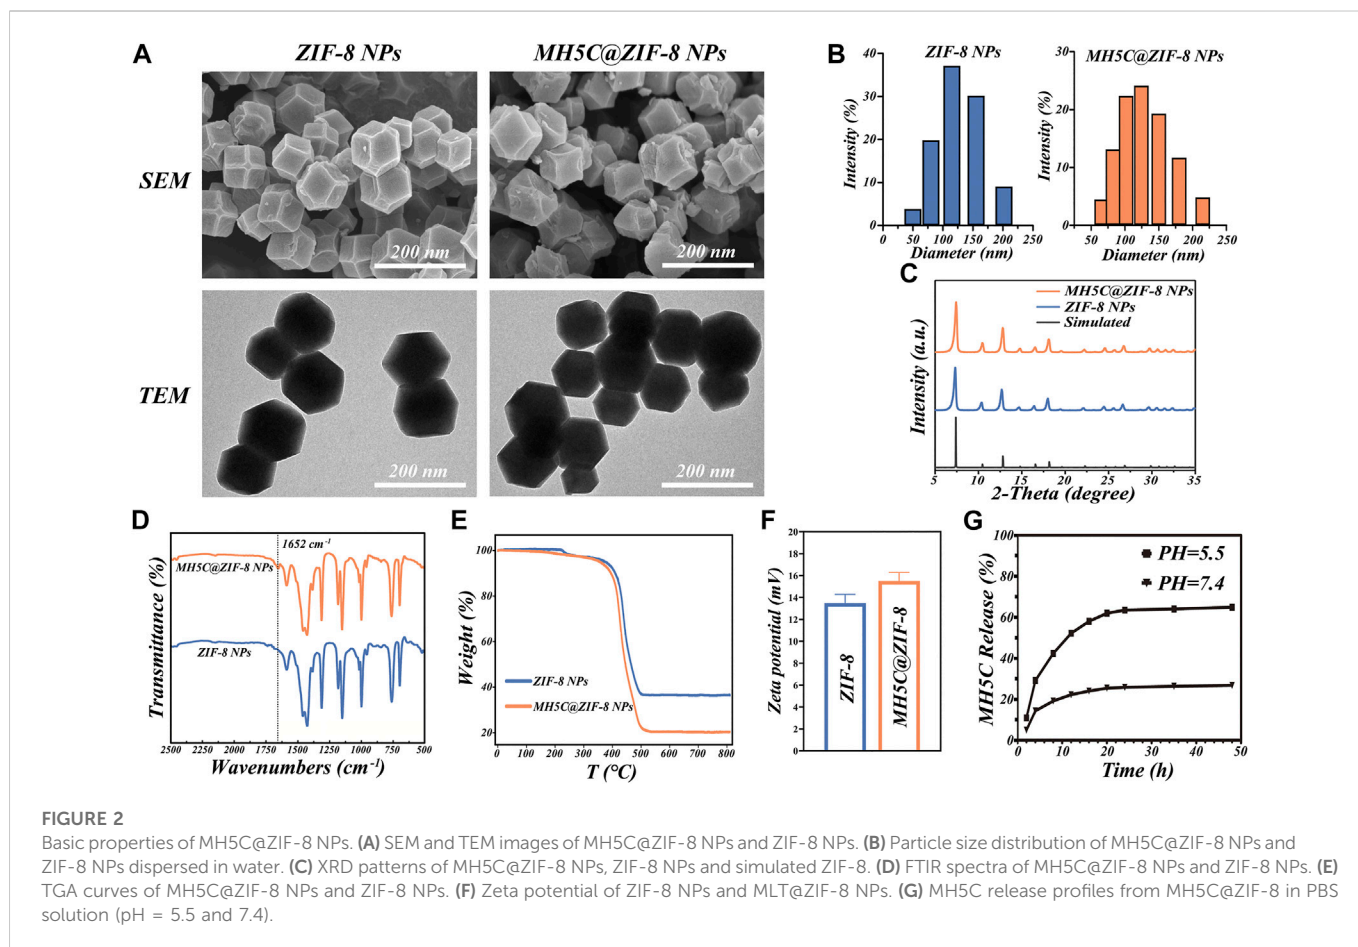 A
ZIF-8 NPs
MH5C@ZIF-8 NPs
SEM
200 nm
200 nm
TEM
200 nm
200 nm
B
ZIF-8 NPs
Intensity (%)
40
30
20
10
0
0 50 100 150 200 250
Diameter (nm)
MH5C@ZIF-8 NPs
Intensity (%)
30
20
10
0
50 100 150 200 250
Diameter (nm)
C
MH5C@ZIF-8 NPs
ZIF-8 NPs
Simulated
Intensity (a.u.)
5 10 15 20 25 30 35
2-Theta (degree)
D
1652 cm-1
MH5C@ZIF-8 NPs
ZIF-8 NPs
Transmittance (%)
2500 2250 2000 1750 1500 1250 1000 750 500
Wavenumbers (cm-1)
E
Weight (%)
100
80
60
40
20
ZIF-8 NPs
MH5C@ZIF-8 NPs
0 100 200 300 400 500 600 700 800
T (°C)
F
Zeta potential (mV)
20
18
16
14
12
10
8
6
4
2
0
ZIF-8
MH5C@ZIF-8
G
MH5C Release (%)
100
80
60
40
20
0
PH=5.5
PH=7.4
0 10 20 30 40 50
Time (h)
FIGURE 2
Basic properties of MH5C@ZIF-8 NPs. (A) SEM and TEM images of MH5C@ZIF-8 NPs and ZIF-8 NPs. (B) Particle size distribution of MH5C@ZIF-8 NPs and
ZIF-8 NPs dispersed in water. (C) XRD patterns of MH5C@ZIF-8 NPs, ZIF-8 NPs and simulated ZIF-8. (D) FTIR spectra of MH5C@ZIF-8 NPs and ZIF-8 NPs. (E)
TGA curves of MH5C@ZIF-8 NPs and ZIF-8 NPs. (F) Zeta potential of ZIF-8 NPs and MLT@ZIF-8 NPs. (G) MH5C release profiles from MH5C@ZIF-8 in PBS
solution (pH = 5.5 and 7.4).